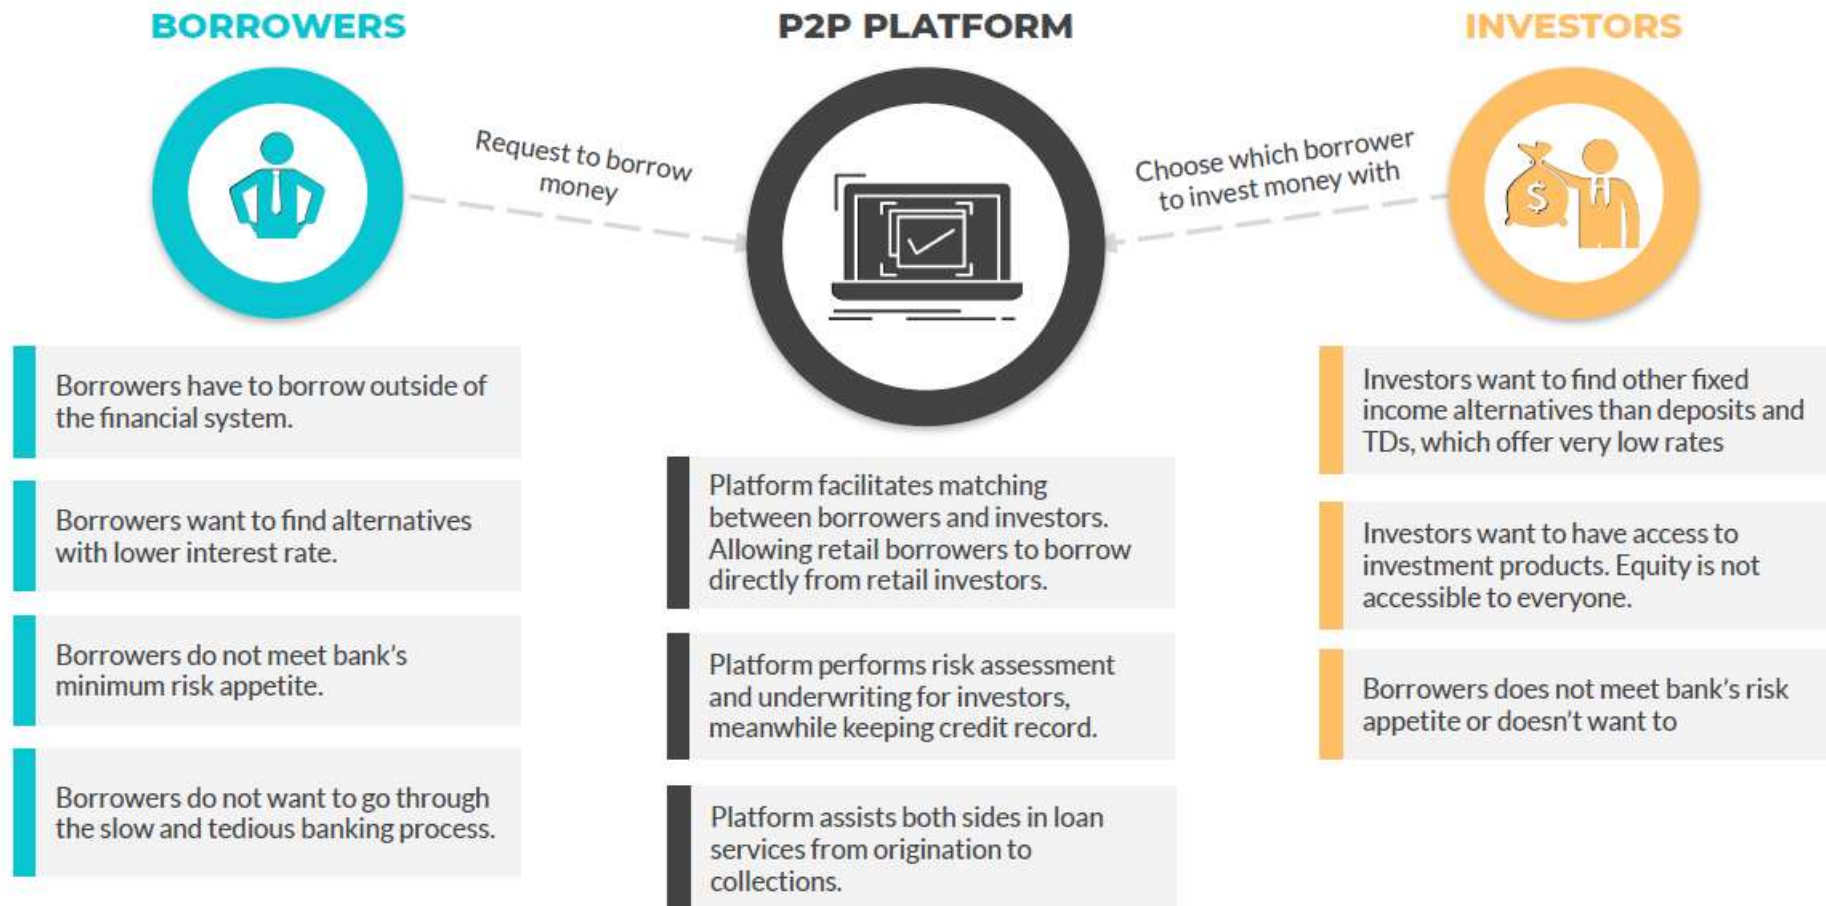 BORROWERS
P2P PLATFORM
INVESTORS
Request to borrow
money
Choose which borrower
to invest money with
$
Borrowers have to borrow outside of
the financial system.
Borrowers want to find alternatives
with lower interest rate.
Borrowers do not meet bank's
minimum risk appetite.
Borrowers do not want to go through
the slow and tedious banking process.
Platform facilitates matching
between borrowers and investors.
Allowing retail borrowers to borrow
directly from retail investors.
Platform performs risk assessment
and underwriting for investors,
meanwhile keeping credit record.
Platform assists both sides in loan
services from origination to
collections.
Investors want to find other fixed
income alternatives than deposits and
TDs, which offer very low rates
Investors want to have access to
investment products. Equity is not
accessible to everyone.
Borrowers does not meet bank's risk
appetite or doesn't want to